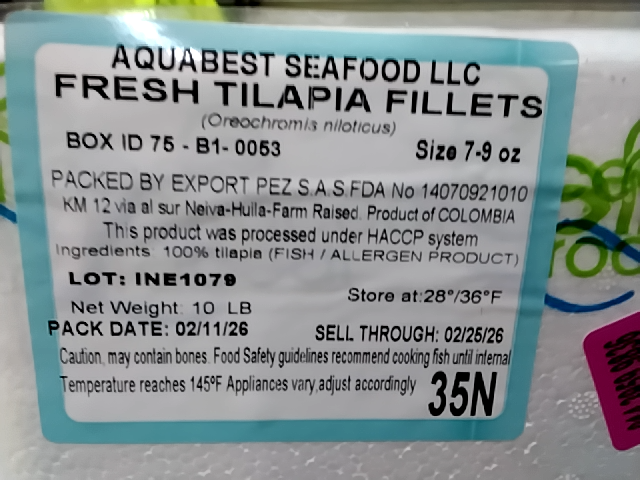 AQUABEST SEAFOOD LLC
FRESH TILAPIA FILLETS
(Oreochromis niloticus)
BOX ID 75 - B1- 0053
Size 7-9 oz
PACKED BY EXPORT PEZ S.A.S.FDA No 14070921010
KM 12 via al sur Neiva-Huila-Farm Raised. Product of COLOMBIA
This product was processed under HACCP system
Ingredients: 100% tilapia (FISH / ALLERGEN PRODUCT)
LOT: INE1079
Store at:28°/36°F
Net Weight: 10 LB
PACK DATE: 02/11/26
SELL THROUGH: 02/25/26
Caution, may contain bones. Food Safety guidelines recommend cooking fish until internal
Temperature reaches 145ºF Appliances vary,adjust accordingly
35N